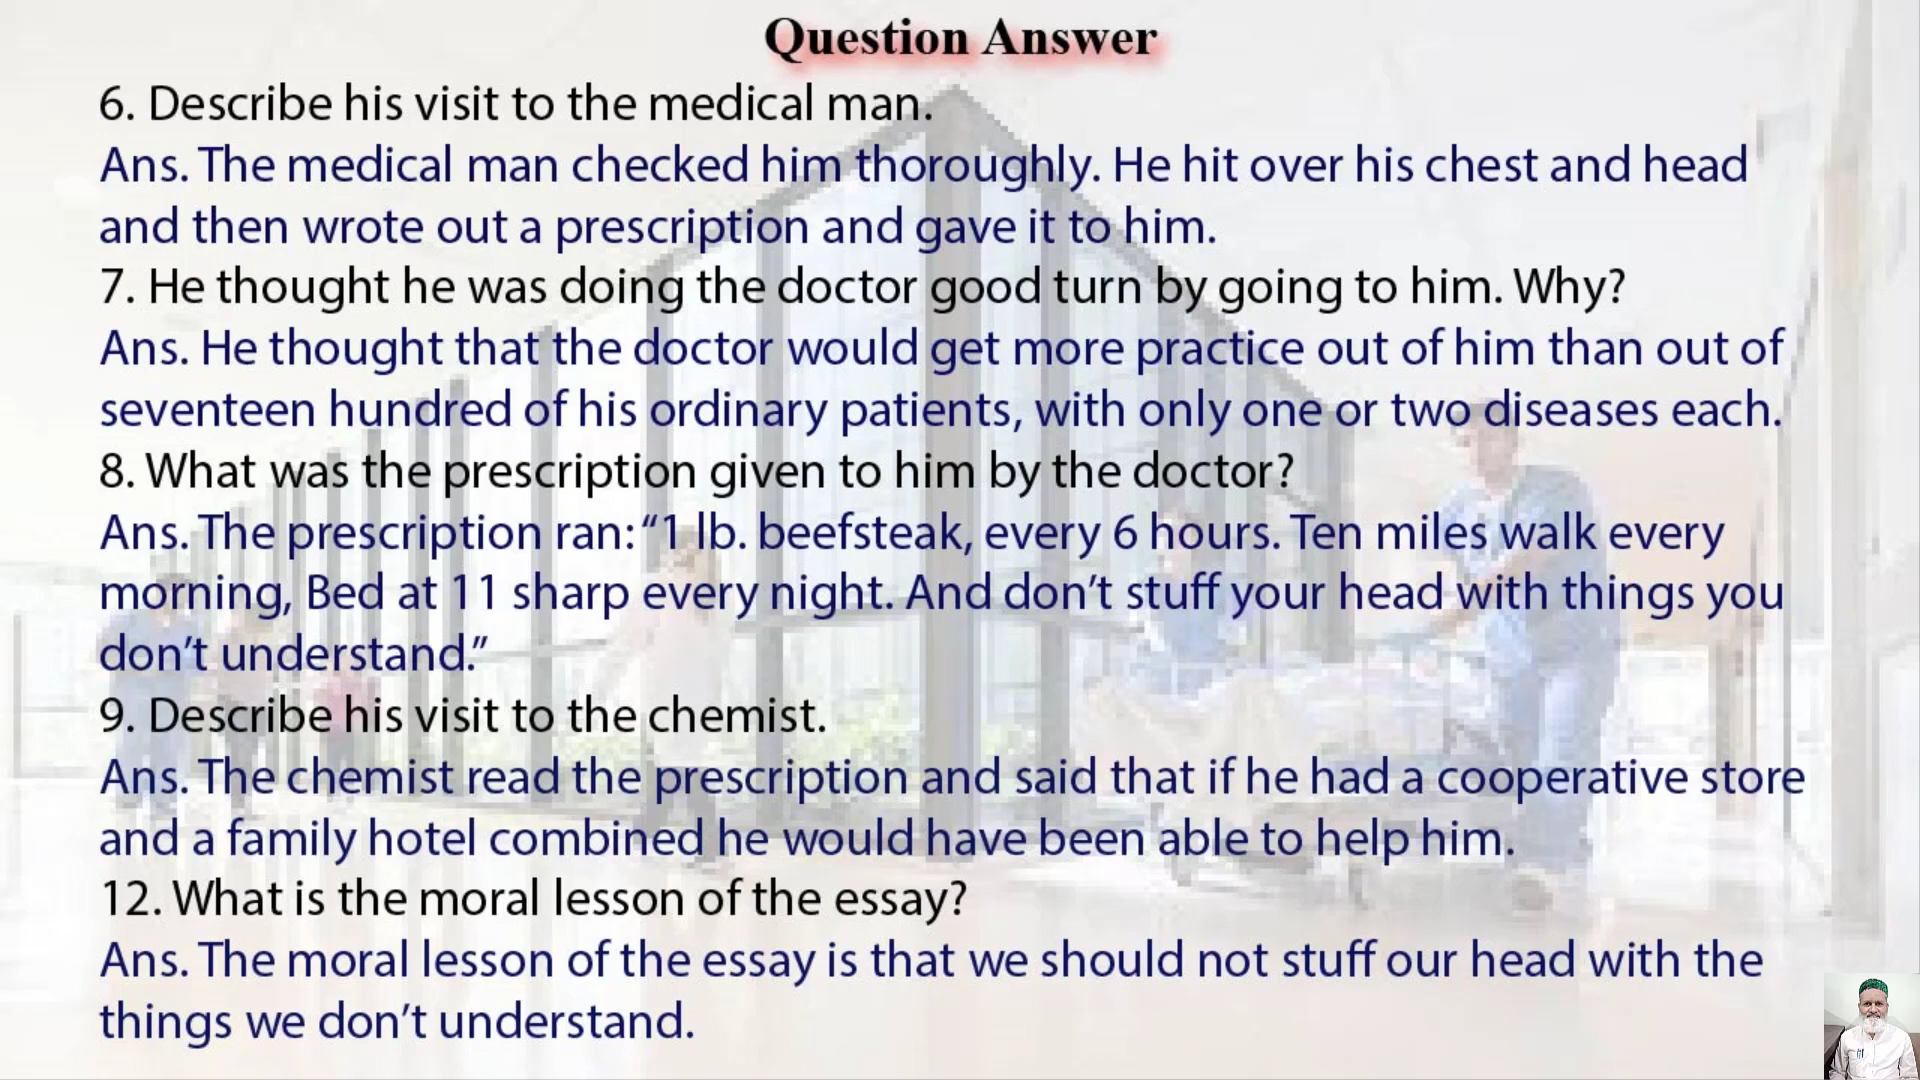 Question Answer
6. Describe his visit to the medical man.
Ans. The medical man checked him thoroughly. He hit over his chest and head
and then wrote out a prescription and gave it to him.
7. He thought he was doing the doctor good turn by going to him. Why?
Ans. He thought that the doctor would get more practice out of him than out of
seventeen hundred of his ordinary patients, with only one or two diseases each.
8. What was the prescription given to him by the doctor?
Ans. The prescription ran: “1 lb. beefsteak, every 6 hours. Ten miles walk every
morning, Bed at 11 sharp every night. And don’t stuff your head with things you
don’t understand.”
9. Describe his visit to the chemist.
Ans. The chemist read the prescription and said that if he had a cooperative store
and a family hotel combined he would have been able to help him.
12. What is the moral lesson of the essay?
Ans. The moral lesson of the essay is that we should not stuff our head with the
things we don’t understand.